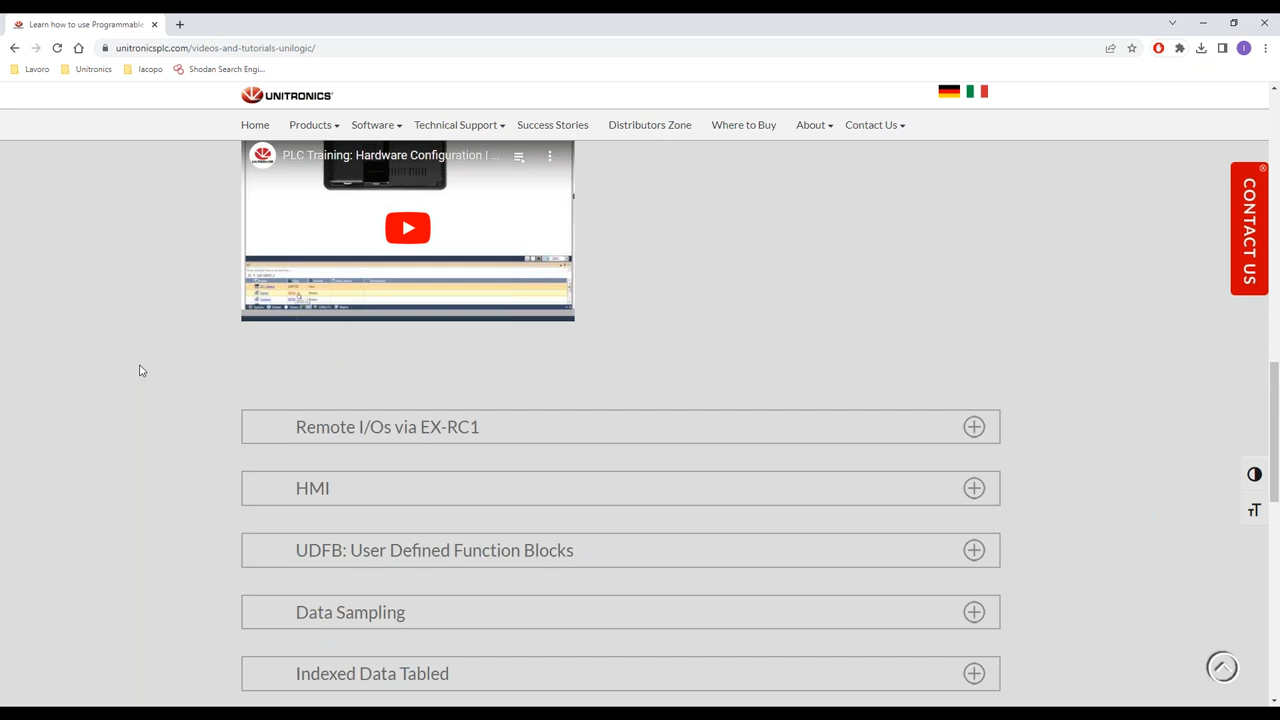 Learn how to use Programmable
unitronicsplc.com/videos-and-tutorials-unilogic/
I
Lavoro
Unitronics
Iacopo
Shodan Search Engi...
UNITRONICS
Home
Products
Software
Technical Support
Success Stories
Distributors Zone
Where to Buy
About
Contact Us
PLC Training: Hardware Configuration | ...
CONTACT US
Remote I/Os via EX-RC1
HMI
UDFB: User Defined Function Blocks
Data Sampling
Indexed Data Tabled
TT